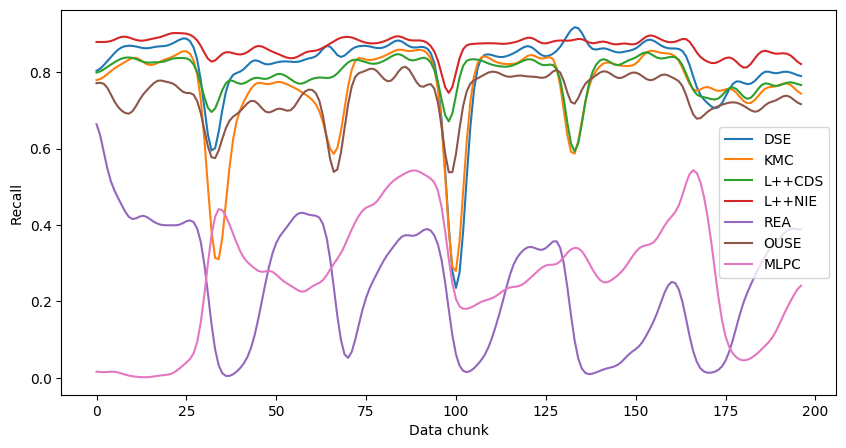 0.8
0.6
0.4
0.2
0.0
Recall
0
25
50
75
100
125
150
175
200
Data chunk
DSE
KMC
L++CDS
L++NIE
REA
OUSE
MLPC